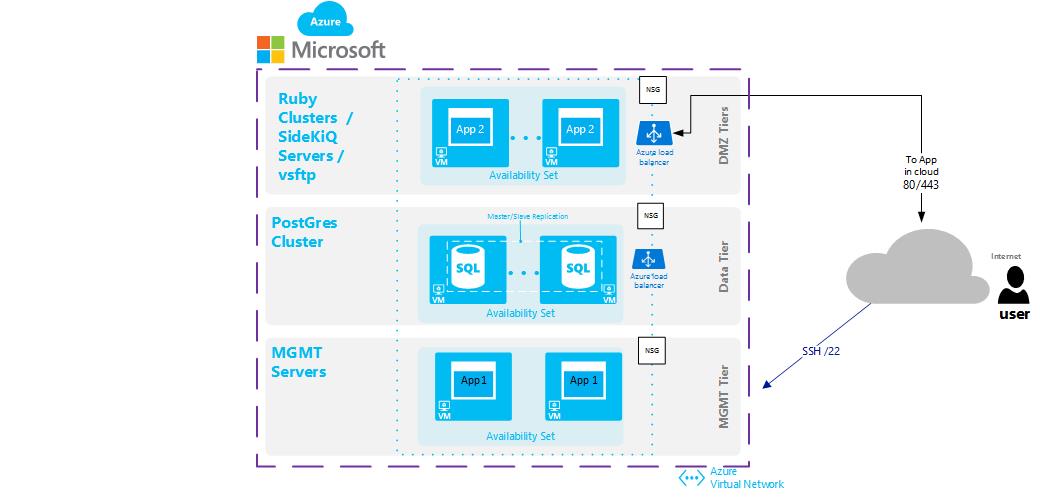 Azure
Microsoft
Ruby
Clusters /
SideKiQ
Servers /
vsftp
App 2
App 2
VM
VM
Availability Set
NSG
Azure load
balancer
DMZ Tiers
To App
in cloud
80/443
PostGres
Cluster
Master/Slave Replication
SQL
SQL
VM
VM
Availability Set
NSG
Azure load
balancer
Data Tier
Internet
user
MGMT
Servers
App 1
App 1
VM
VM
Availability Set
NSG
MGMT Tier
SSH /22
Azure
Virtual Network